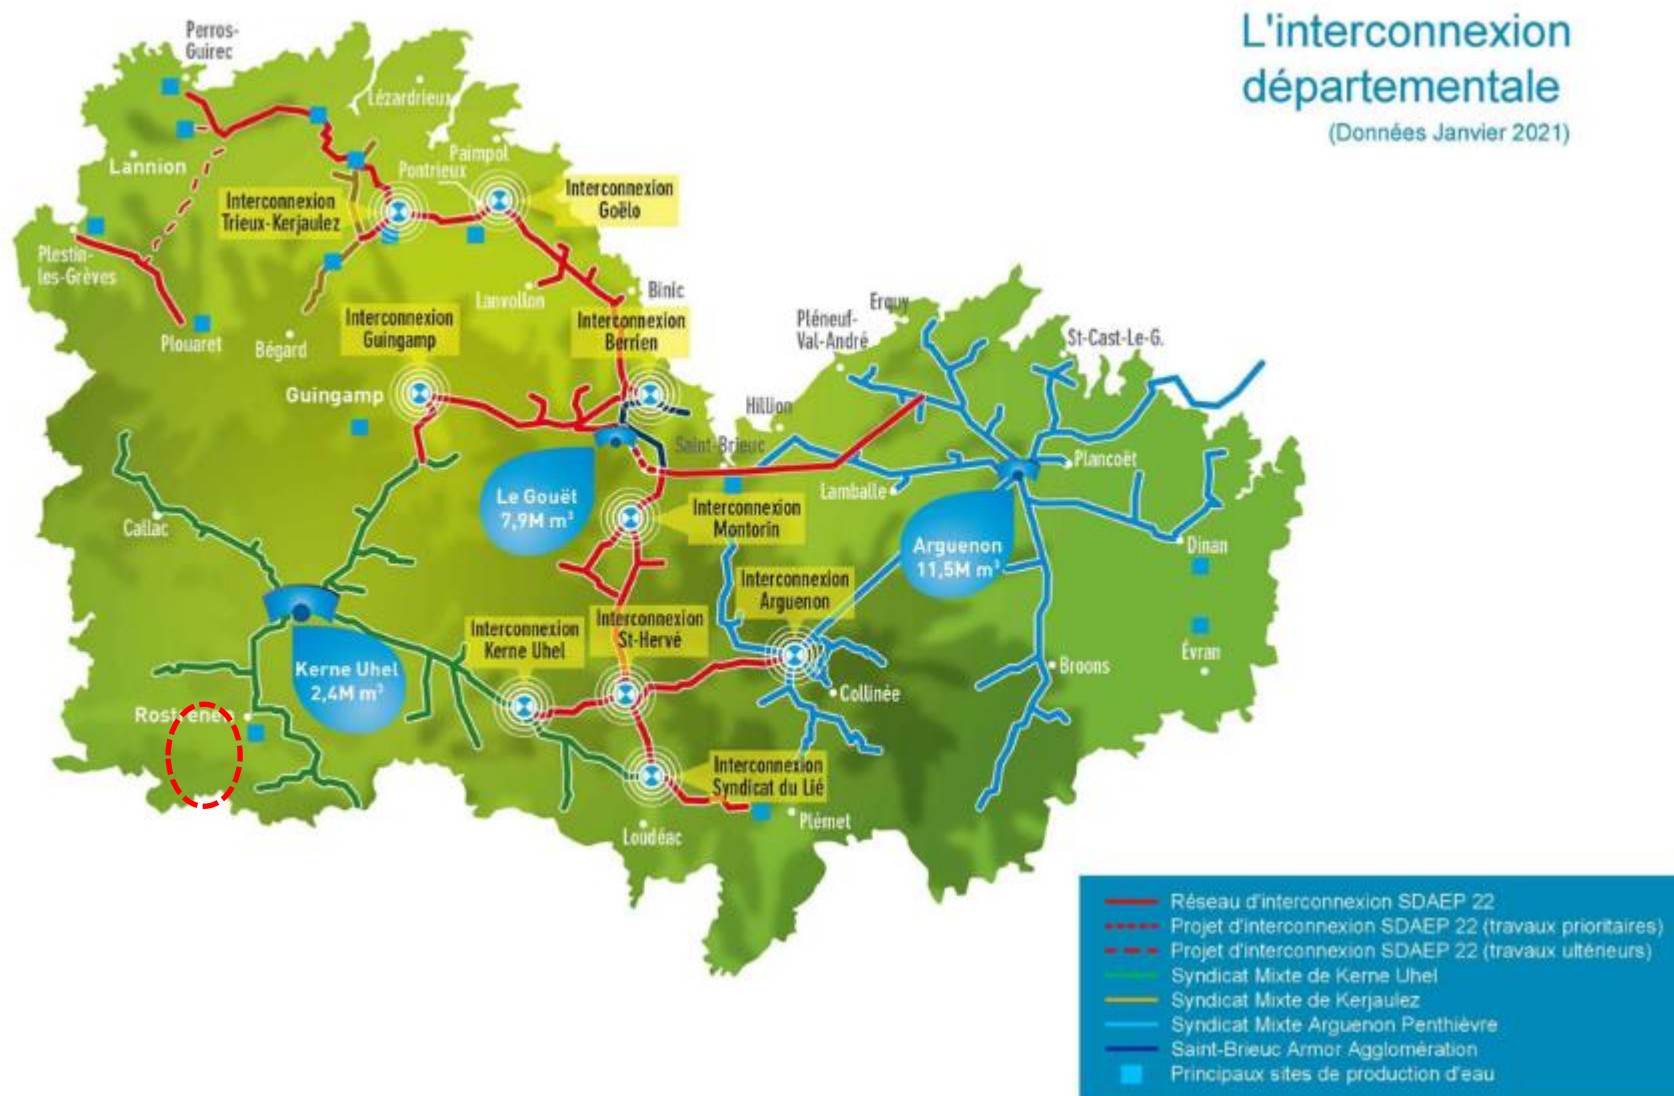 L'interconnexion
départementale
(Données Janvier 2021)
Perros-
Guirec
Lézardrieux
Lannion
Paimpol
Pontrieux
Interconnexion
Trieux-Kerjaulez
Interconnexion
Goëlo
Plestin-
les-Grèves
Lanvollon
Binic
Plouaret
Bégard
Interconnexion
Guingamp
Interconnexion
Berrien
Erquy
Pléneuf-
Val-André
St-Cast-Le-G.
Guingamp
Hillion
Saint-Brieuc
Plancoët
Lamballe
Le Gouët
7,9M m³
Interconnexion
Montorin
Callac
Arguenon
11,5M m³
Dinan
Interconnexion
Arguenon
Interconnexion
Kerne Uhel
Interconnexion
St-Hervé
Évran
Broons
Kerne Uhel
2,4M m³
Collinée
Rostrenen
Interconnexion
Syndicat du Lié
Plémet
Loudéac
Réseau d'interconnexion SDAEP 22
Projet d'interconnexion SDAEP 22 (travaux prioritaires)
Projet d'interconnexion SDAEP 22 (travaux ultérieurs)
Syndicat Mixte de Kerne Uhel
Syndicat Mixte de Kerjaulez
Syndicat Mixte Arguenon Penthièvre
Saint-Brieuc Armor Agglomération
Principaux sites de production d'eau